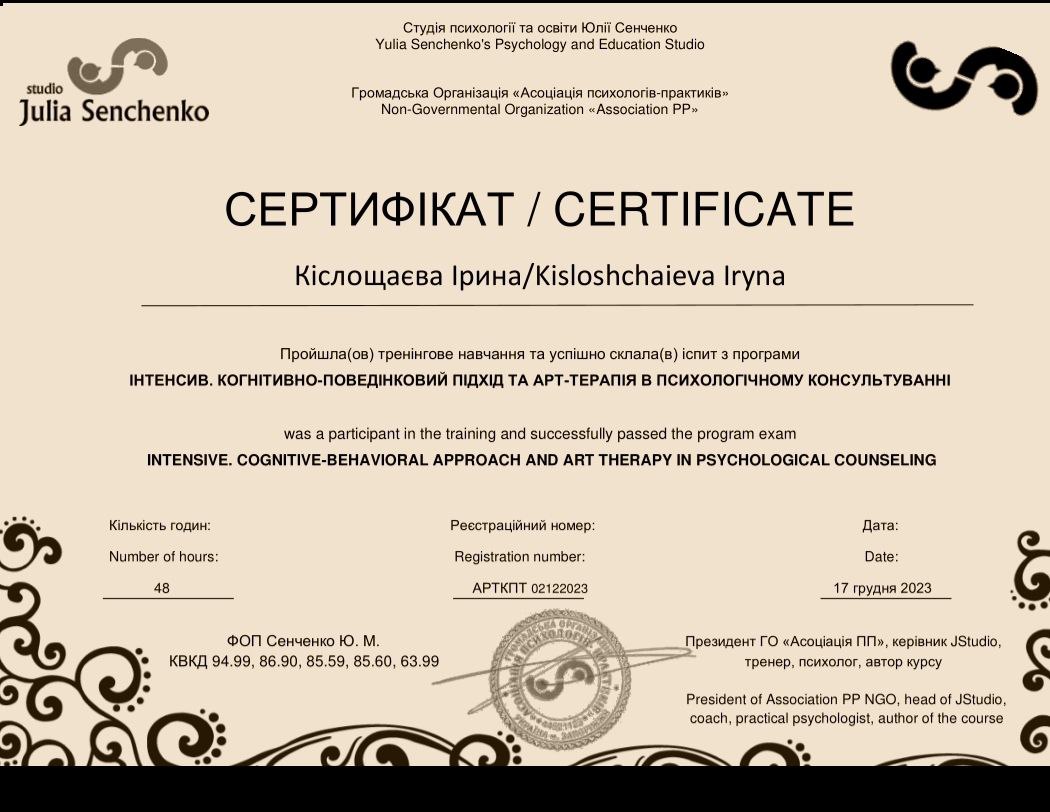 Студія психології та освіти Юлії Сенченко
Yulia Senchenko's Psychology and Education Studio
studio
Julia Senchenko
Громадська Організація «Асоціація психологів-практиків»
Non-Governmental Organization «Association PP»
СЕРТИФІКАТ / CERTIFICATE
Кіслощаєва Ірина/Kisloshchaieva Iryna
Пройшла(ов) тренінгове навчання та успішно склала(в) іспит з програми
ІНТЕНСИВ. КОГНІТИВНО-ПОВЕДІНКОВИЙ ПІДХІД ТА АРТ-ТЕРАПІЯ В ПСИХОЛОГІЧНОМУ КОНСУЛЬТУВАННІ
was a participant in the training and successfully passed the program exam
INTENSIVE. COGNITIVE-BEHAVIORAL APPROACH AND ART THERAPY IN PSYCHOLOGICAL COUNSELING
Кількість годин: Реєстраційний номер: Дата:
Number of hours: Registration number: Date:
48 АРТКПТ 02122023 17 грудня 2023
ФОП Сенченко Ю. М.
КВКД 94.99, 86.90, 85.59, 85.60, 63.99
ГРОМАДСЬКА ОРГАНІЗАЦІЯ
Президент ГО «Асоціація ПП», керівник JStudio,
тренер, психолог, автор курсу
President of Association PP NGO, head of JStudio,
coach, practical psychologist, author of the course